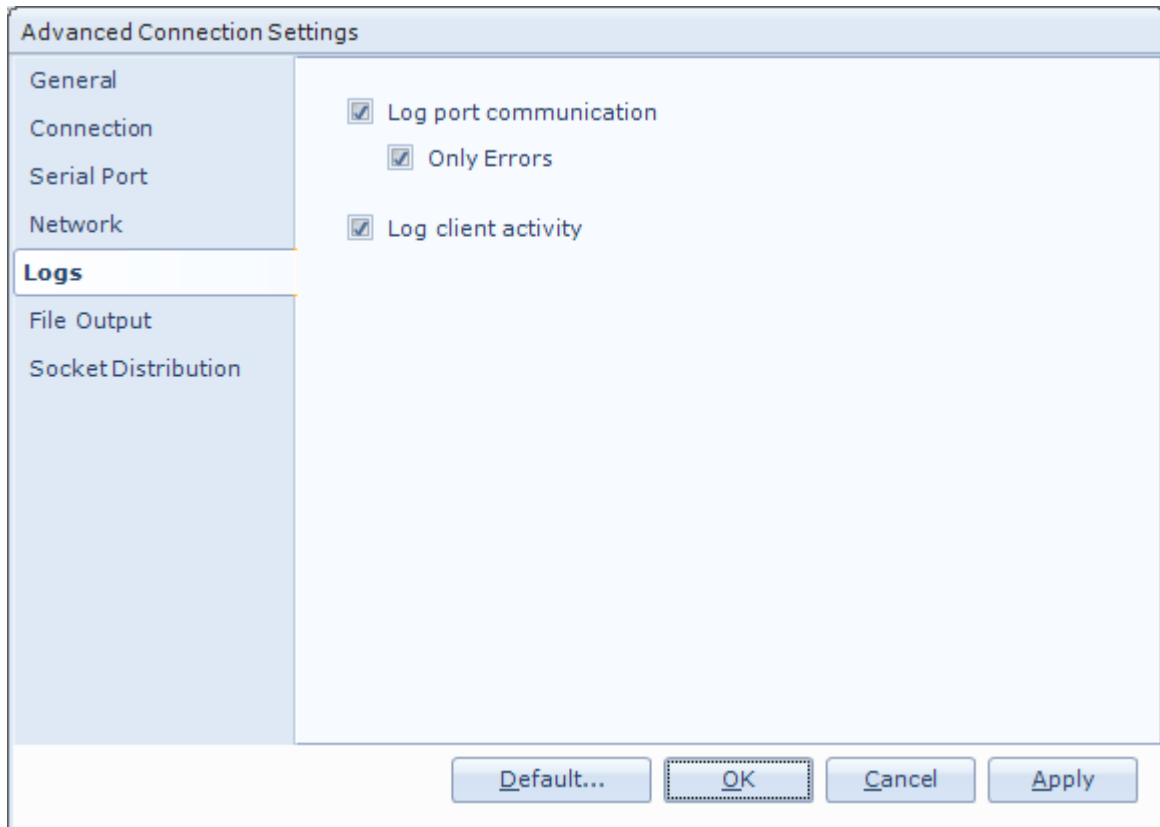 Advanced Connection Settings
General
Connection
Serial Port
Network
Logs
File Output
Socket Distribution
Log port communication
Only Errors
Log client activity
Default...
OK
Cancel
Apply